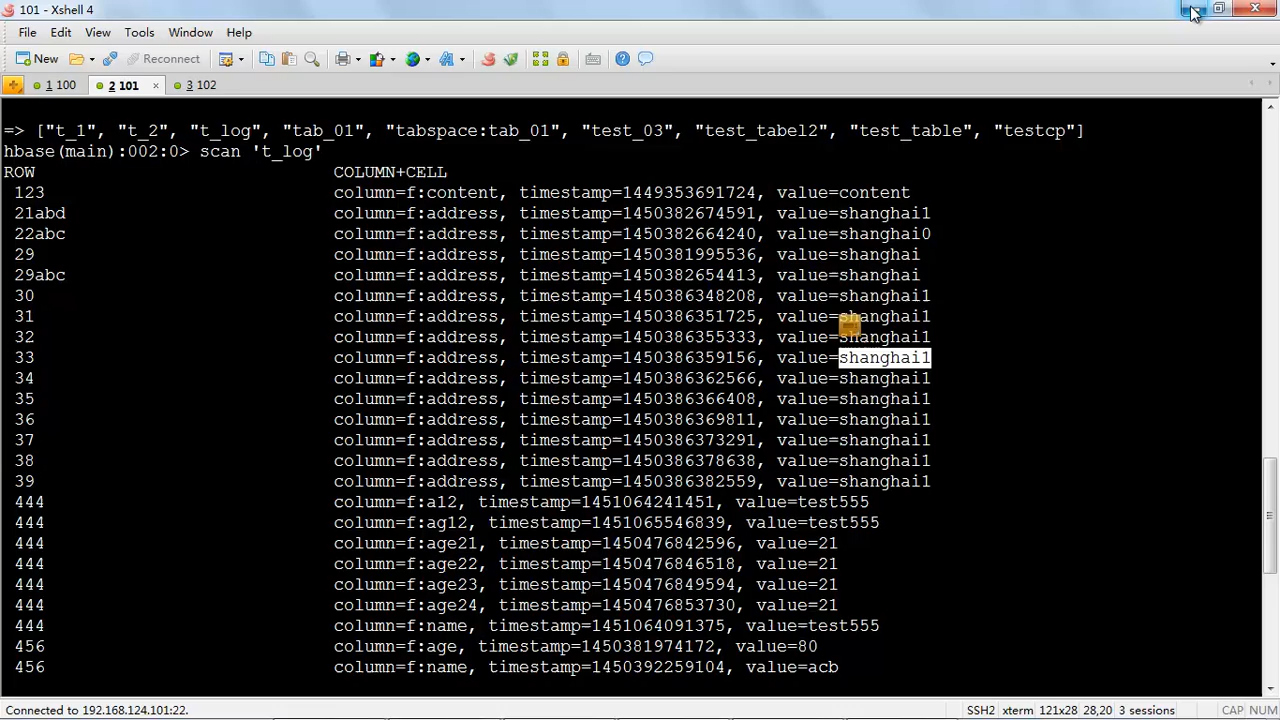 101 - Xshell 4
File Edit View Tools Window Help
New Reconnect
1 100 2 101 3 102
=> ["t_1", "t_2", "t_log", "tab_01", "tabspace:tab_01", "test_03", "test_tabel2", "test_table", "testcp"]
hbase(main):002:0> scan 't_log'
ROW COLUMN+CELL
123 column=f:content, timestamp=1449353691724, value=content
21abd column=f:address, timestamp=1450382674591, value=shanghai1
22abc column=f:address, timestamp=1450382664240, value=shanghai0
29 column=f:address, timestamp=1450381995536, value=shanghai
29abc column=f:address, timestamp=1450382654413, value=shanghai
30 column=f:address, timestamp=1450386348208, value=shanghai1
31 column=f:address, timestamp=1450386351725, value=shanghai1
32 column=f:address, timestamp=1450386355333, value=shanghai1
33 column=f:address, timestamp=1450386359156, value=shanghai1
34 column=f:address, timestamp=1450386362566, value=shanghai1
35 column=f:address, timestamp=1450386366408, value=shanghai1
36 column=f:address, timestamp=1450386369811, value=shanghai1
37 column=f:address, timestamp=1450386373291, value=shanghai1
38 column=f:address, timestamp=1450386378638, value=shanghai1
39 column=f:address, timestamp=1450386382559, value=shanghai1
444 column=f:a12, timestamp=1451064241451, value=test555
444 column=f:ag12, timestamp=1451065546839, value=test555
444 column=f:age21, timestamp=1450476842596, value=21
444 column=f:age22, timestamp=1450476846518, value=21
444 column=f:age23, timestamp=1450476849594, value=21
444 column=f:age24, timestamp=1450476853730, value=21
444 column=f:name, timestamp=1451064091375, value=test555
456 column=f:age, timestamp=1450381974172, value=80
456 column=f:name, timestamp=1450392259104, value=acb
Connected to 192.168.124.101:22. SSH2 xterm 121x28 28,20 3 sessions CAP NUM